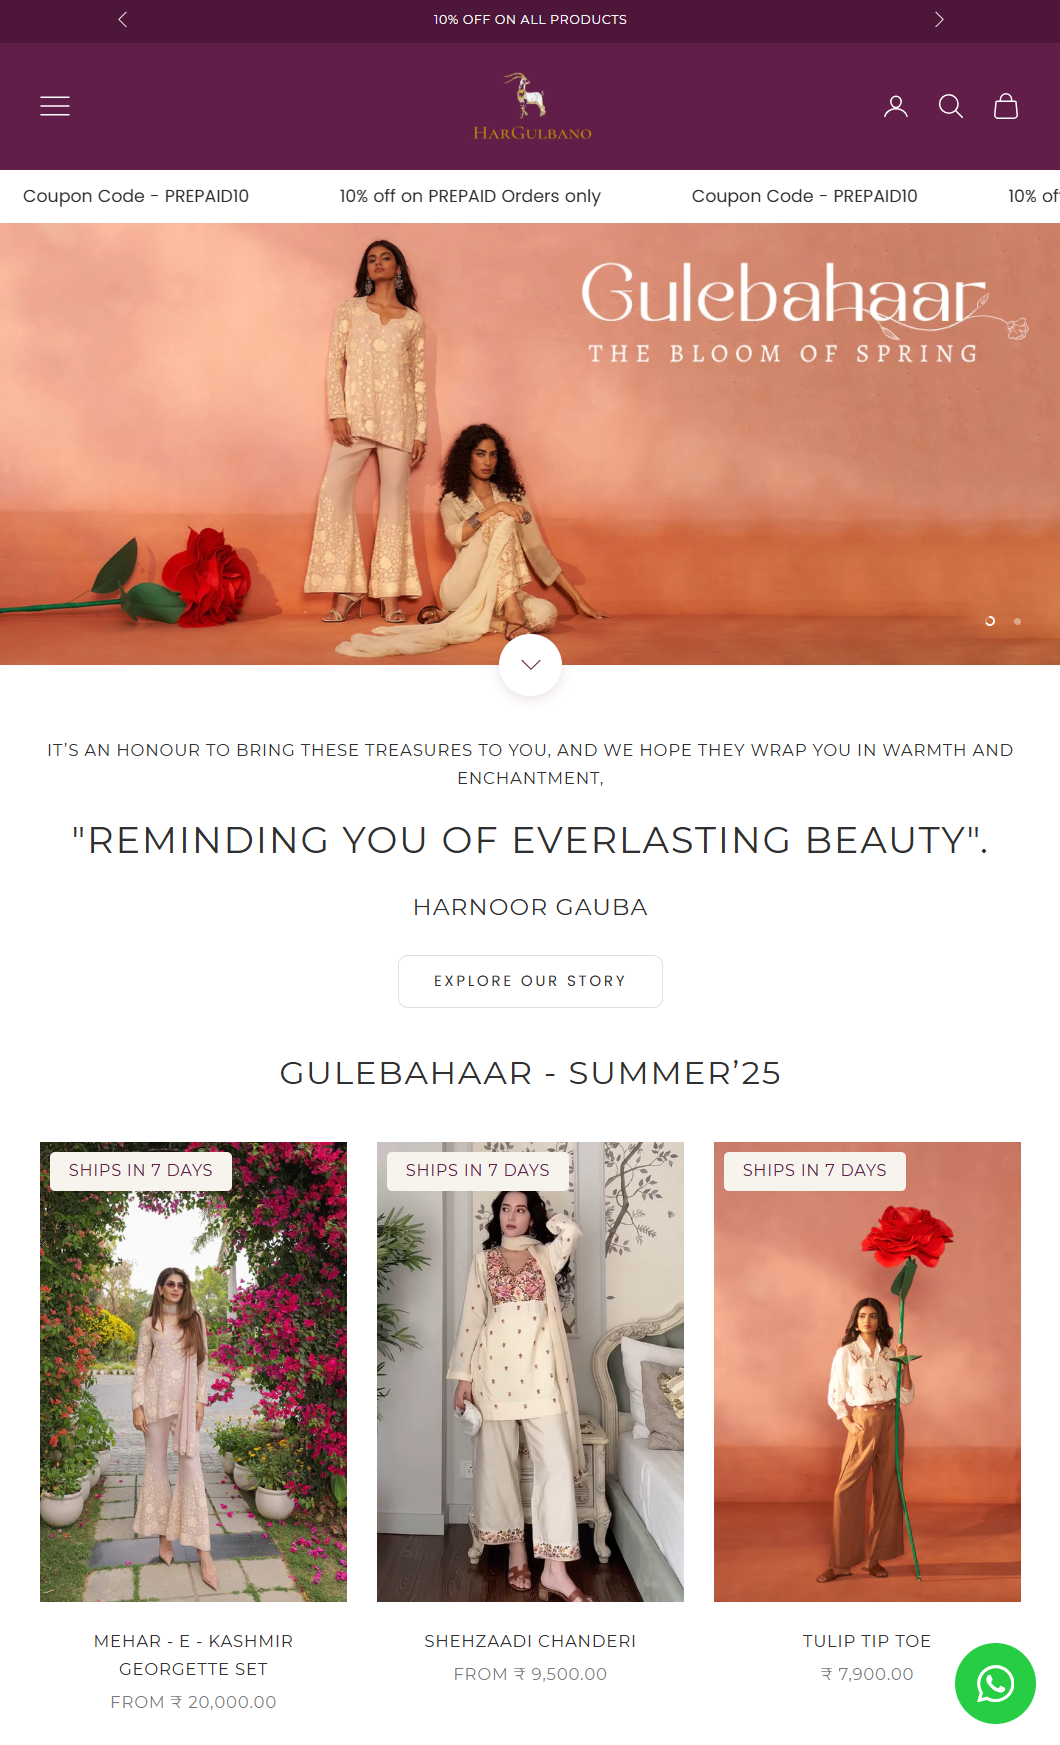 10% OFF ON ALL PRODUCTS
HARGULBANO
Coupon Code - PREPAID10
10% off on PREPAID Orders only
Coupon Code - PREPAID10
10% of
Gulebahaar
THE BLOOM OF SPRING
IT'S AN HONOUR TO BRING THESE TREASURES TO YOU, AND WE HOPE THEY WRAP YOU IN WARMTH AND
ENCHANTMENT,
"REMINDING YOU OF EVERLASTING BEAUTY".
HARNOOR GAUBA
EXPLORE OUR STORY
GULEBAHAAR - SUMMER'25
SHIPS IN 7 DAYS
SHIPS IN 7 DAYS
SHIPS IN 7 DAYS
MEHAR - E - KASHMIR
GEORGETTE SET
FROM ₹ 20,000.00
SHEHZAADI CHANDERI
FROM ₹ 9,500.00
TULIP TIP TOE
₹ 7,900.00